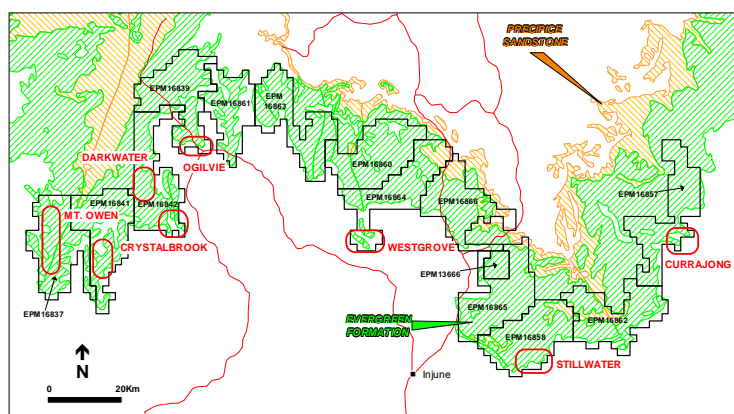 PRECIPICE
SANDSTONE
EPM16839
EPM16861
EPM
16863
DARKWATER
OGILVIE
EPM16860
EPM16857
EPM16841
EPM16842
EPM16864
EPM16866
MT. OWEN
CRYSTALBROOK
WESTGROVE
CURRAJONG
EPM13666
EPM16837
EPM16865
EVERGREEN
FORMATION
EPM16858
EPM16862
N
STILLWATER
Injune
0
20Km